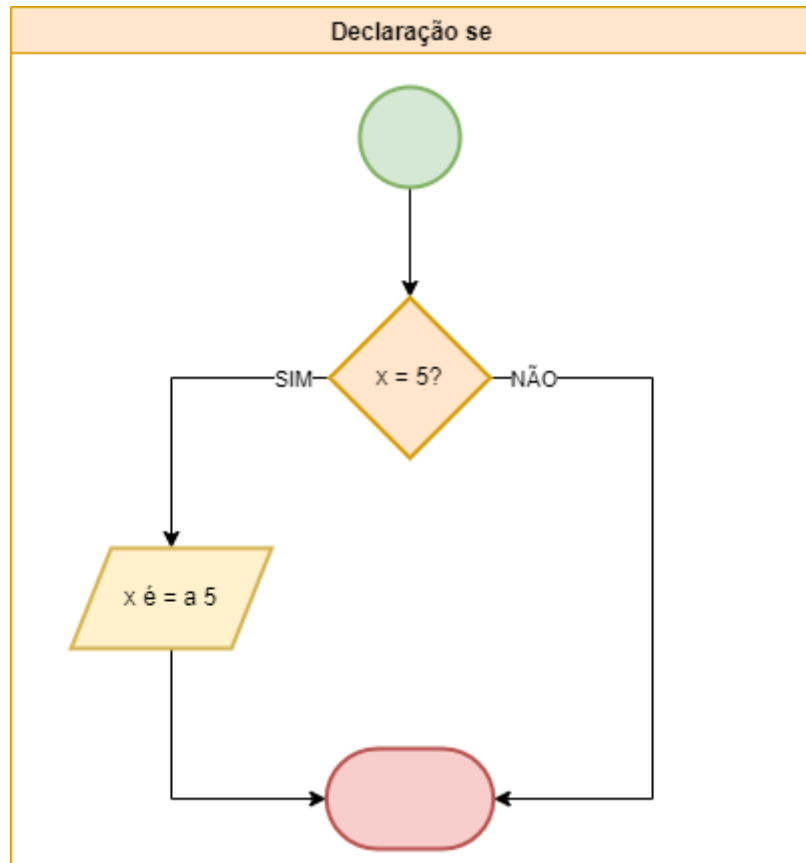 Declaração se
x = 5?
SIM
NÃO
x é = a 5